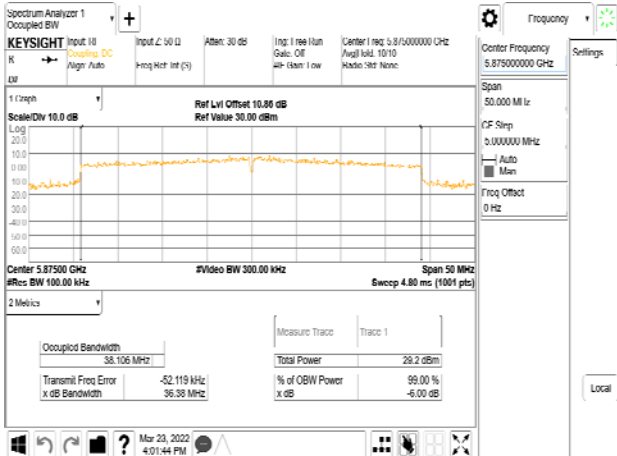 Spectrum Analyzer 1
Occupied BW
+
Frequency
KEYSIGHT
Input: RF
Coupling: DC
Align: Auto
Input Z: 50 Ω
Freq Ref: Int (S)
Atten: 30 dB
Trig: Free Run
Gate: Off
#IF Gain: Low
Center Freq: 5.875000000 GHz
Avg|Hold: 10/10
Radio Std: None
Center Frequency
5.875000000 GHz
Settings
Span
50.000 MHz
CF Step
5.000000 MHz
Auto
Man
Freq Offset
0 Hz
1 Graph
Scale/Div 10.0 dB
Ref Lvl Offset 10.86 dB
Ref Value 30.00 dBm
Log
20.0
10.0
0.00
10.0
20.0
30.0
-40.0
50.0
60.0
Center 5.87500 GHz
#Res BW 100.00 kHz
#Video BW 300.00 kHz
Span 50 MHz
Sweep 4.80 ms (1001 pts)
2 Metrics
Measure Trace
Trace 1
Occupied Bandwidth
38.106 MHz
Total Power
29.2 dBm
Transmit Freq Error
-52.119 kHz
% of OBW Power
99.00 %
x dB Bandwidth
36.38 MHz
x dB
-6.00 dB
Local
?
Mar 23, 2022
4:01:44 PM